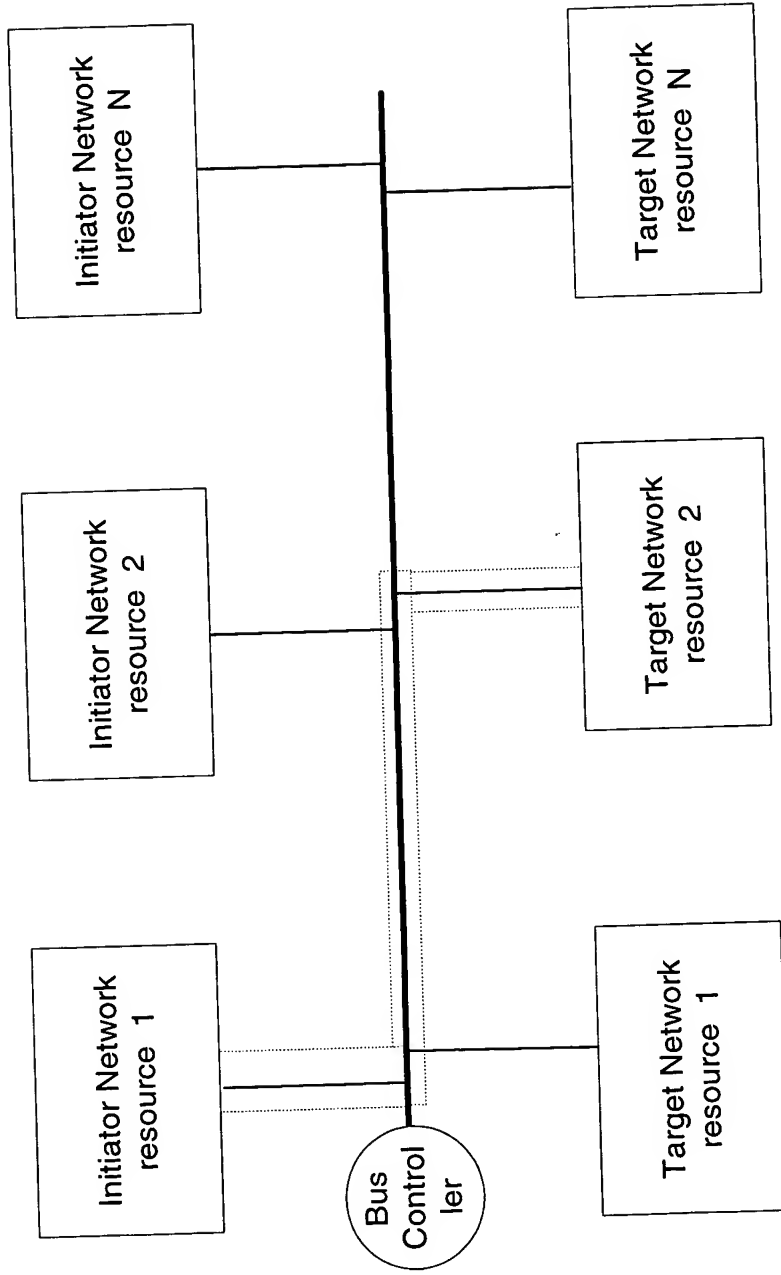 Initiator Network
resource 1
Initiator Network
resource 2
Initiator Network
resource N
Bus
Control
ler
Target Network
resource 1
Target Network
resource 2
Target Network
resource N